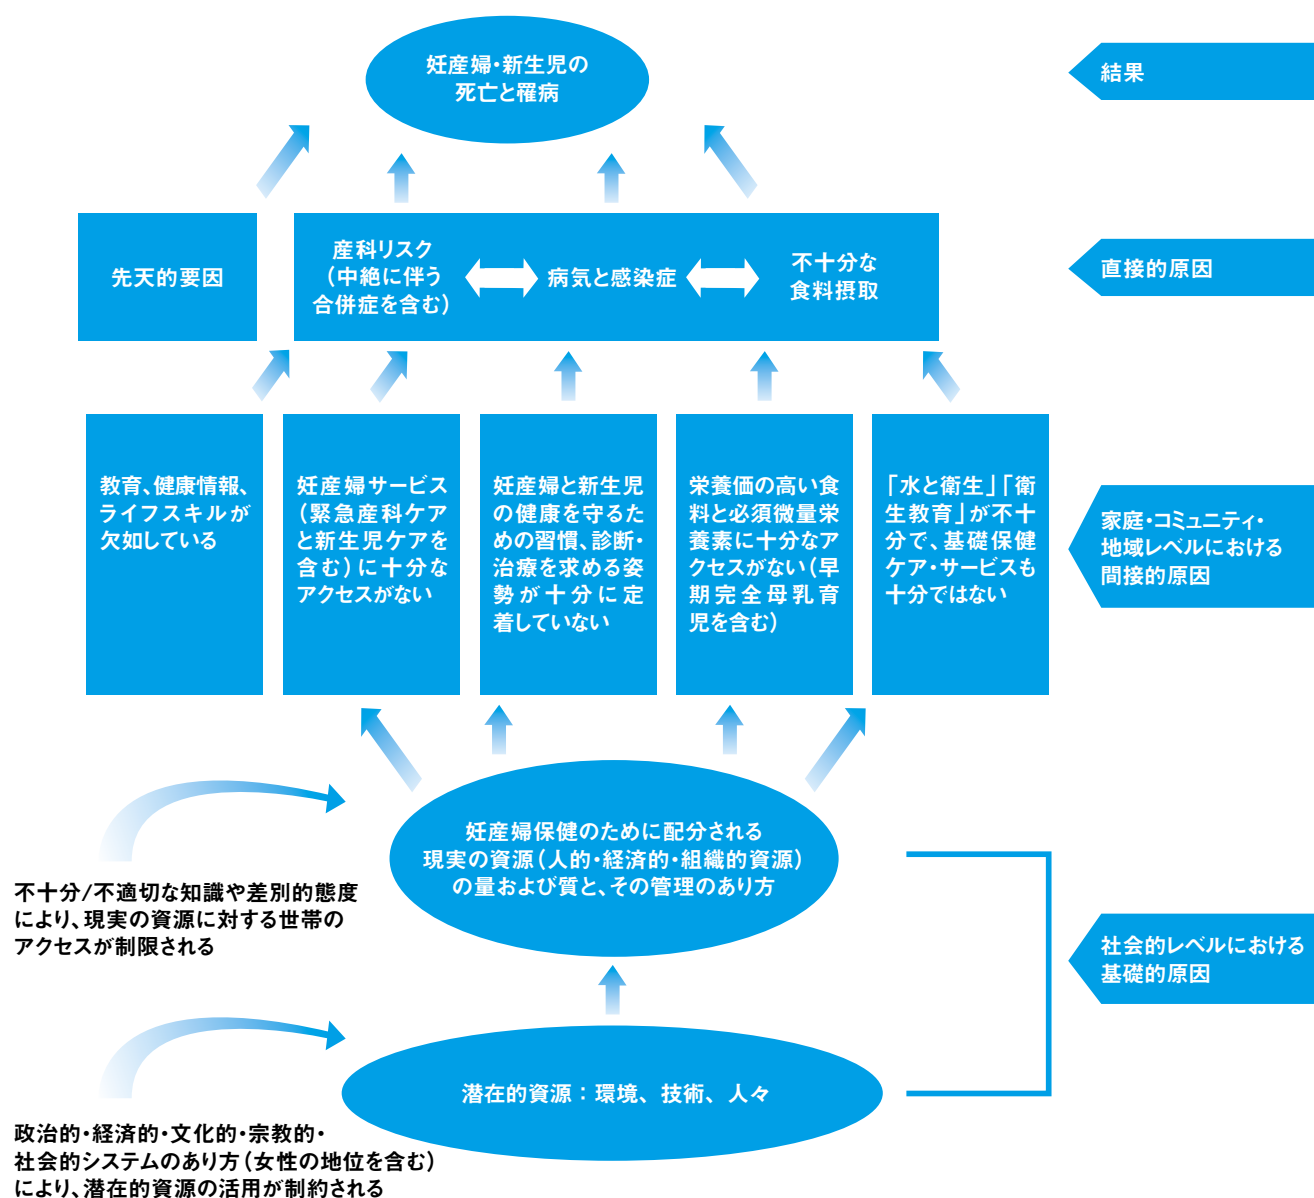 妊産婦・新生児の
死亡と罹病
結果
先天的要因
産科リスク
（中絶に伴う
合併症を含む）
病気と感染症
不十分な
食料摂取
直接的原因
教育、健康情報、
ライフスキルが
欠如している
妊産婦サービス
（緊急産科ケア
と新生児ケアを
含む）に十分な
アクセスがない
妊産婦と新生児
の健康を守るた
めの習慣、診断・
治療を求める姿
勢が十分に定
着していない
栄養価の高い食
料と必須微量栄
養素に十分なア
クセスがない（早
期完全母乳育
児を含む）
「水と衛生」「衛
生教育」が不十
分で、基礎保健
ケア・サービスも
十分ではない
家庭・コミュニティ・
地域レベルにおける
間接的原因
妊産婦保健のために配分される
現実の資源（人的・経済的・組織的資源）
の量および質と、その管理のあり方
不十分/不適切な知識や差別的態度
により、現実の資源に対する世帯の
アクセスが制限される
社会的レベルにおける
基礎的原因
潜在的資源：環境、技術、人々
政治的・経済的・文化的・宗教的・
社会的システムのあり方（女性の地位を含む）
により、潜在的資源の活用が制約される